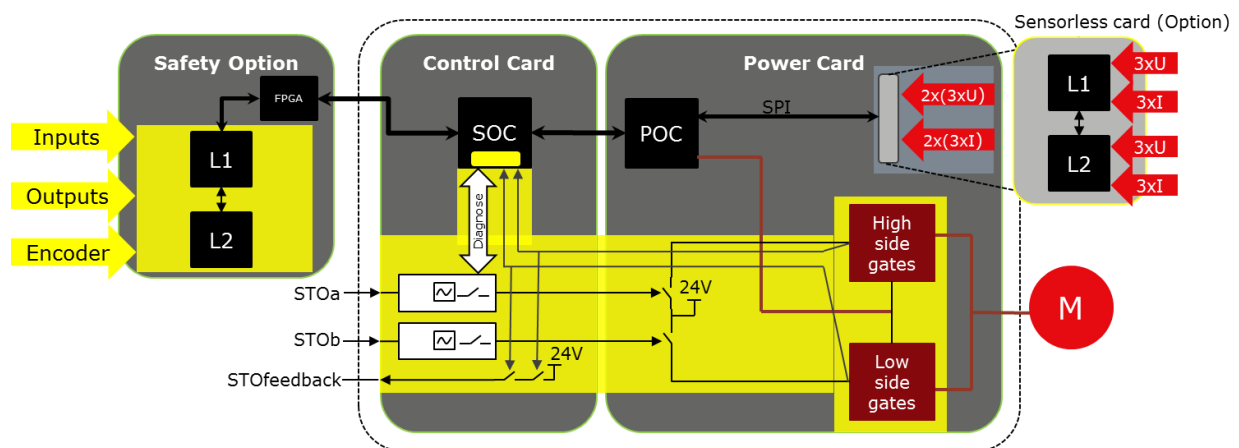 Sensorless card (Option)
Safety Option
Control Card
Power Card
FPGA
L1
3xU
3xI
2x(3xU)
SPI
Inputs
SOC
POC
2x(3xI)
L1
L2
3xU
3xI
Outputs
L2
Diagnose
High
side
gates
Encoder
STOa
24V
M
STOb
24V
STOfeedback
Low
side
gates